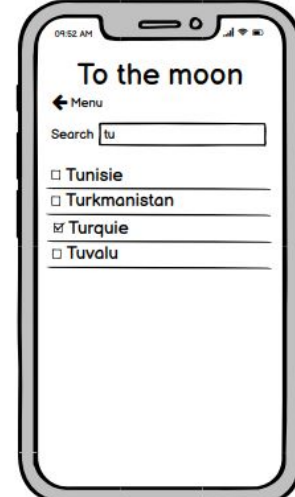 09:52 AM
To the moon
Menu
Search tu
Tunisie
Turkmanistan
Turquie
Tuvalu